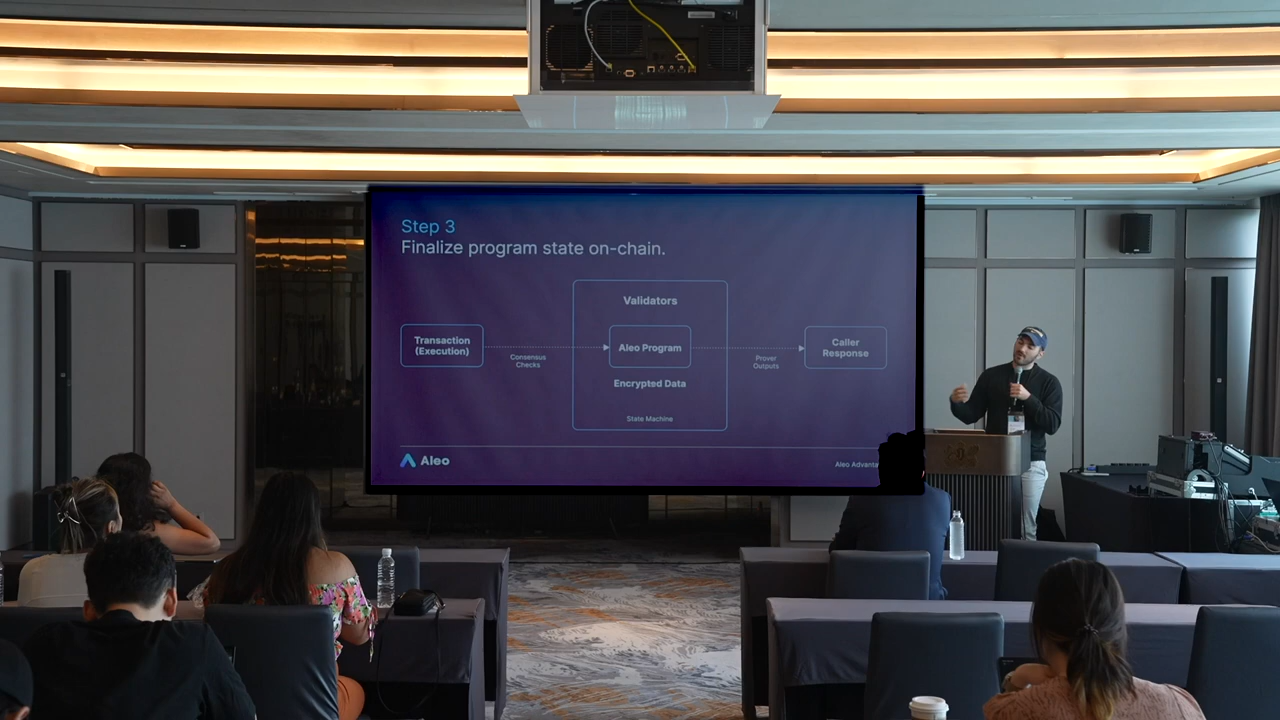 Step 3
Finalize program state on-chain.
Validators
Transaction
(Execution)
Consensus
Checks
Aleo Program
Prover
Outputs
Caller
Response
Encrypted Data
State Machine
Aleo
Aleo